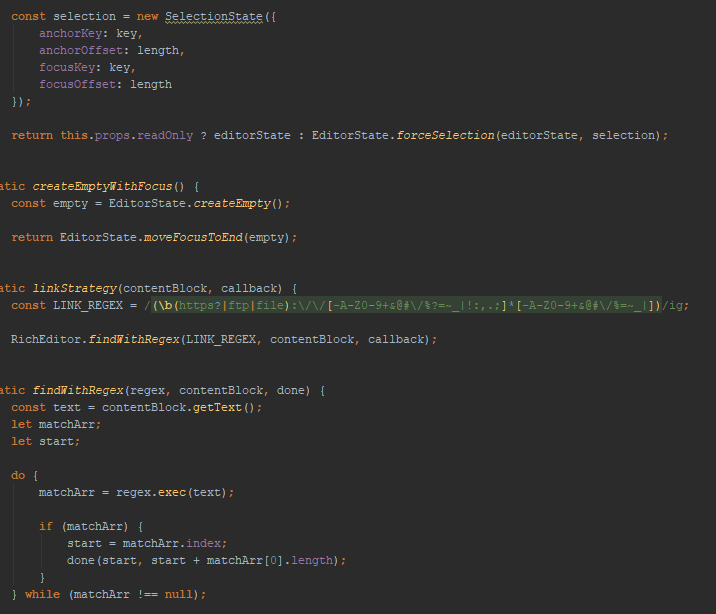 const selection = new SelectionState({
anchorKey: key,
anchorOffset: length,
focusKey: key,
focusOffset: length
});
return this.props.readOnly ? editorState : EditorState.forceSelection(editorState, selection);
atic createEmptyWithFocus() {
const empty = EditorState.createEmpty();
return EditorState.moveFocusToEnd(empty);
atic linkStrategy(contentBlock, callback) {
const LINK_REGEX = /(\b(https?|ftp|file):\/\/[-A-Z0-9+&@#\/%?=~_|!:,.;]*[-A-Z0-9+&@#\/%=~_|])/ig;
RichEditor.findWithRegex(LINK_REGEX, contentBlock, callback);
atic findWithRegex(regex, contentBlock, done) {
const text = contentBlock.getText();
let matchArr;
let start;
do {
matchArr = regex.exec(text);
if (matchArr) {
start = matchArr.index;
done(start, start + matchArr[0].length);
}
} while (matchArr !== null);